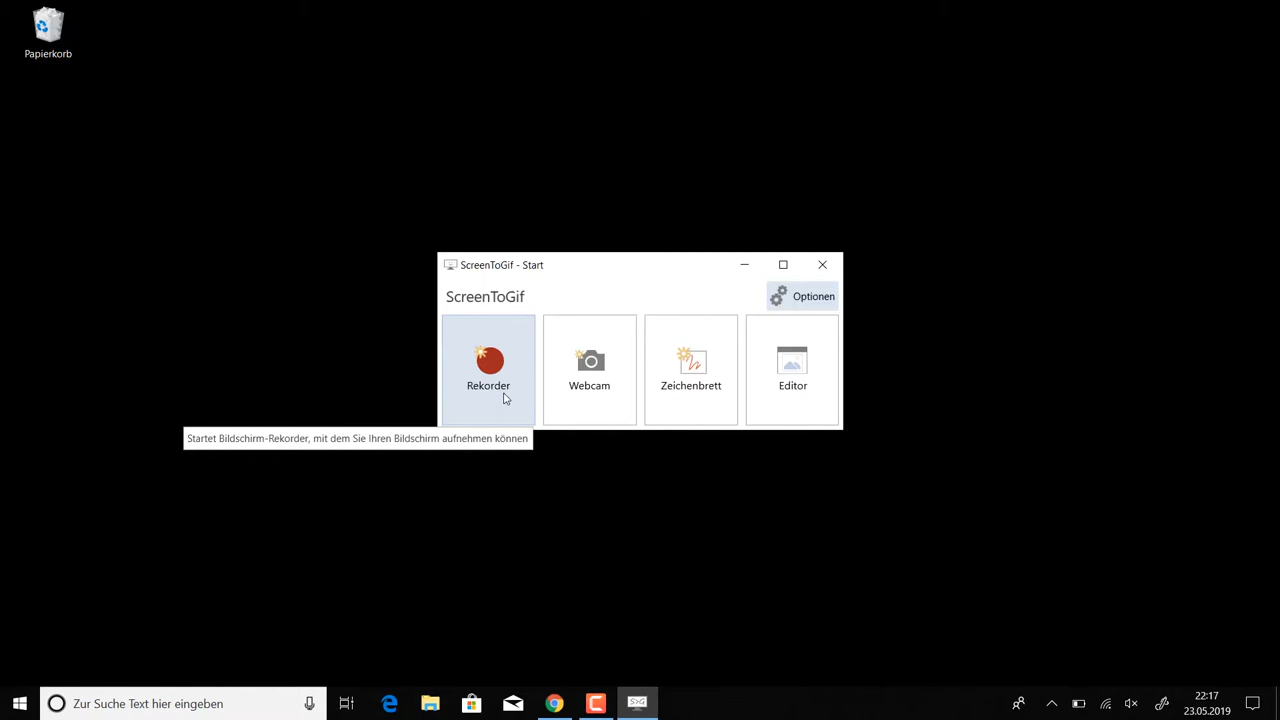 Papierkorb
ScreenToGif - Start
ScreenToGif
Optionen
Rekorder
Webcam
Zeichenbrett
Editor
Startet Bildschirm-Rekorder, mit dem Sie Ihren Bildschirm aufnehmen können
Zur Suche Text hier eingeben
S>G
22:17
23.05.2019